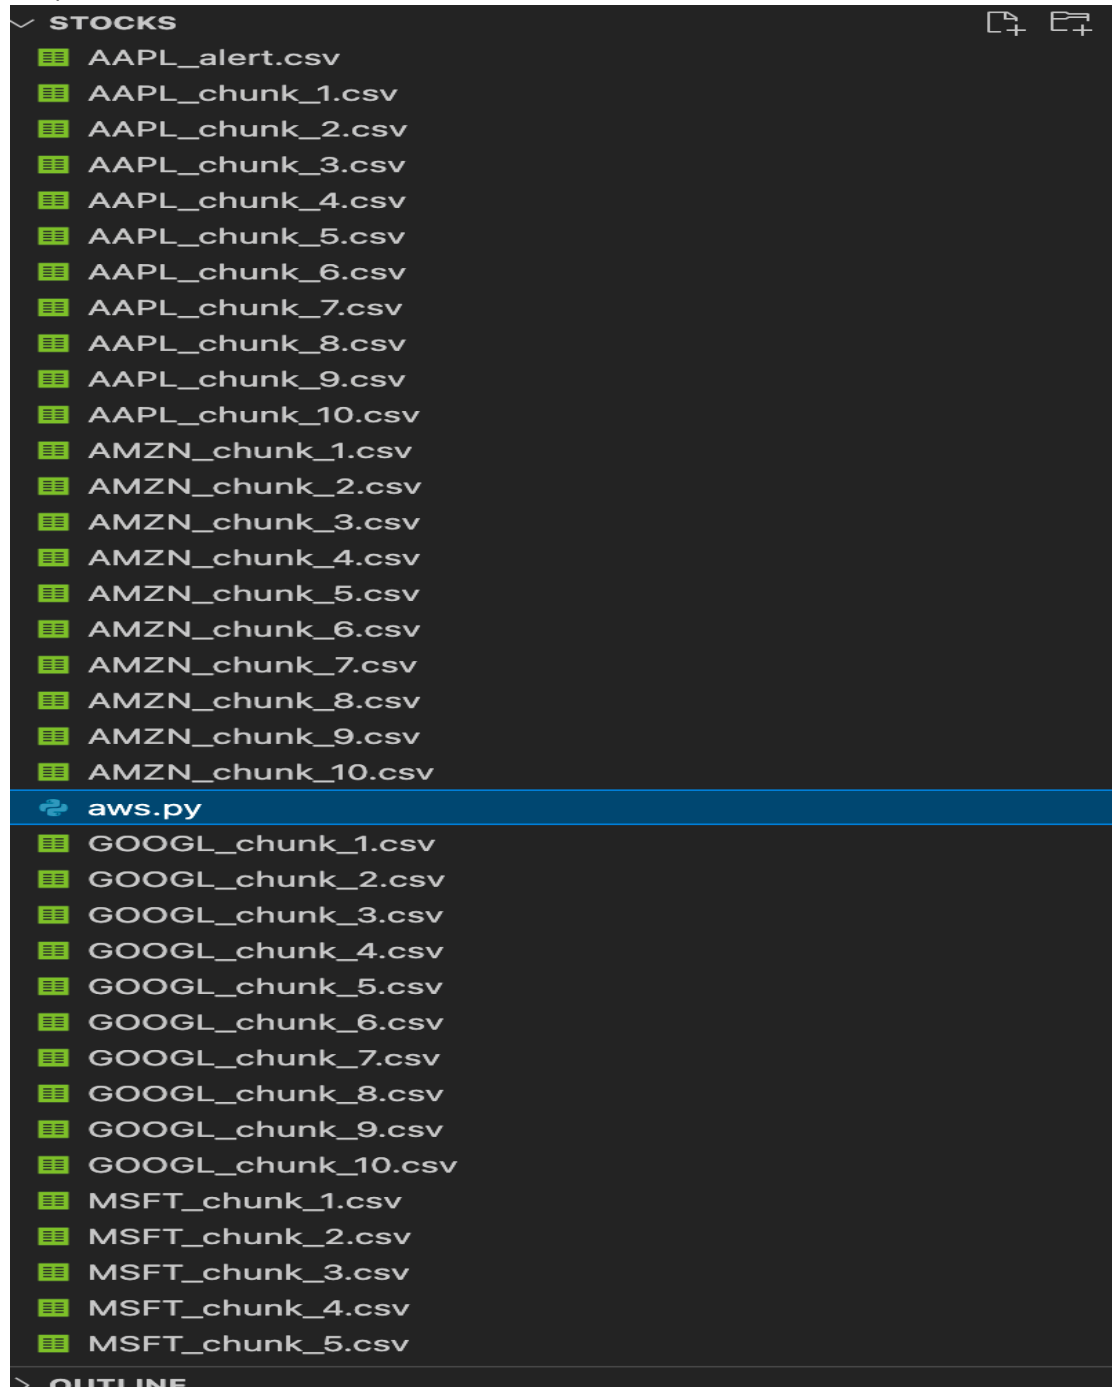 STOCKS
AAPL_alert.csv
AAPL_chunk_1.csv
AAPL_chunk_2.csv
AAPL_chunk_3.csv
AAPL_chunk_4.csv
AAPL_chunk_5.csv
AAPL_chunk_6.csv
AAPL_chunk_7.csv
AAPL_chunk_8.csv
AAPL_chunk_9.csv
AAPL_chunk_10.csv
AMZN_chunk_1.csv
AMZN_chunk_2.csv
AMZN_chunk_3.csv
AMZN_chunk_4.csv
AMZN_chunk_5.csv
AMZN_chunk_6.csv
AMZN_chunk_7.csv
AMZN_chunk_8.csv
AMZN_chunk_9.csv
AMZN_chunk_10.csv
aws.py
GOOGL_chunk_1.csv
GOOGL_chunk_2.csv
GOOGL_chunk_3.csv
GOOGL_chunk_4.csv
GOOGL_chunk_5.csv
GOOGL_chunk_6.csv
GOOGL_chunk_7.csv
GOOGL_chunk_8.csv
GOOGL_chunk_9.csv
GOOGL_chunk_10.csv
MSFT_chunk_1.csv
MSFT_chunk_2.csv
MSFT_chunk_3.csv
MSFT_chunk_4.csv
MSFT_chunk_5.csv
OUTLINE